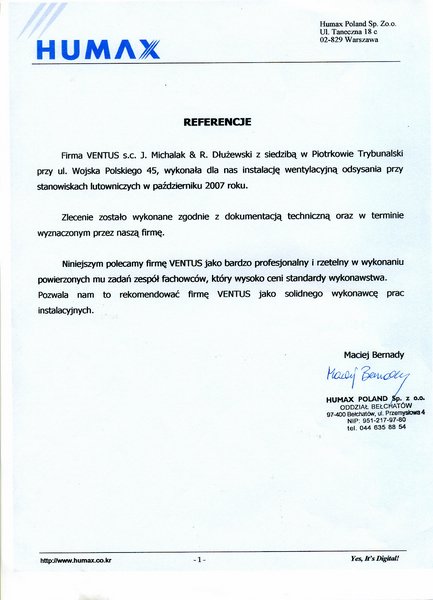 HUMAX
Humax Poland Sp. Zo.o.
Ul. Taneczna 18 c
02-829 Warszawa
REFERENCJE
Firma VENTUS s.c. J. Michalak & R. Dłużewski z siedzibą w Piotrkowie Trybunalski
przy ul. Wojska Polskiego 45, wykonała dla nas instalację wentylacyjną odsysania przy
stanowiskach lutowniczych w październiku 2007 roku.
Zlecenie zostało wykonane zgodnie z dokumentacją techniczną oraz w terminie
wyznaczonym przez naszą firmę.
Niniejszym polecamy firmę VENTUS jako bardzo profesjonalny i rzetelny w wykonaniu
powierzonych mu zadań zespół fachowców, który wysoko ceni standardy wykonawstwa.
Pozwala nam to rekomendować firmę VENTUS jako solidnego wykonawcę prac
instalacyjnych.
Maciej Bernady
Maciej Bernady
HUMAX POLAND Sp. z o.o.
ODDZIAŁ BEŁCHATÓW
97-400 Bełchatów, ul. Przemysłowa 4
NIP: 951-217-97-80
tel. 044 835 88 54
http://www.humax.co.kr
- 1 -
Yes, It's Digital!